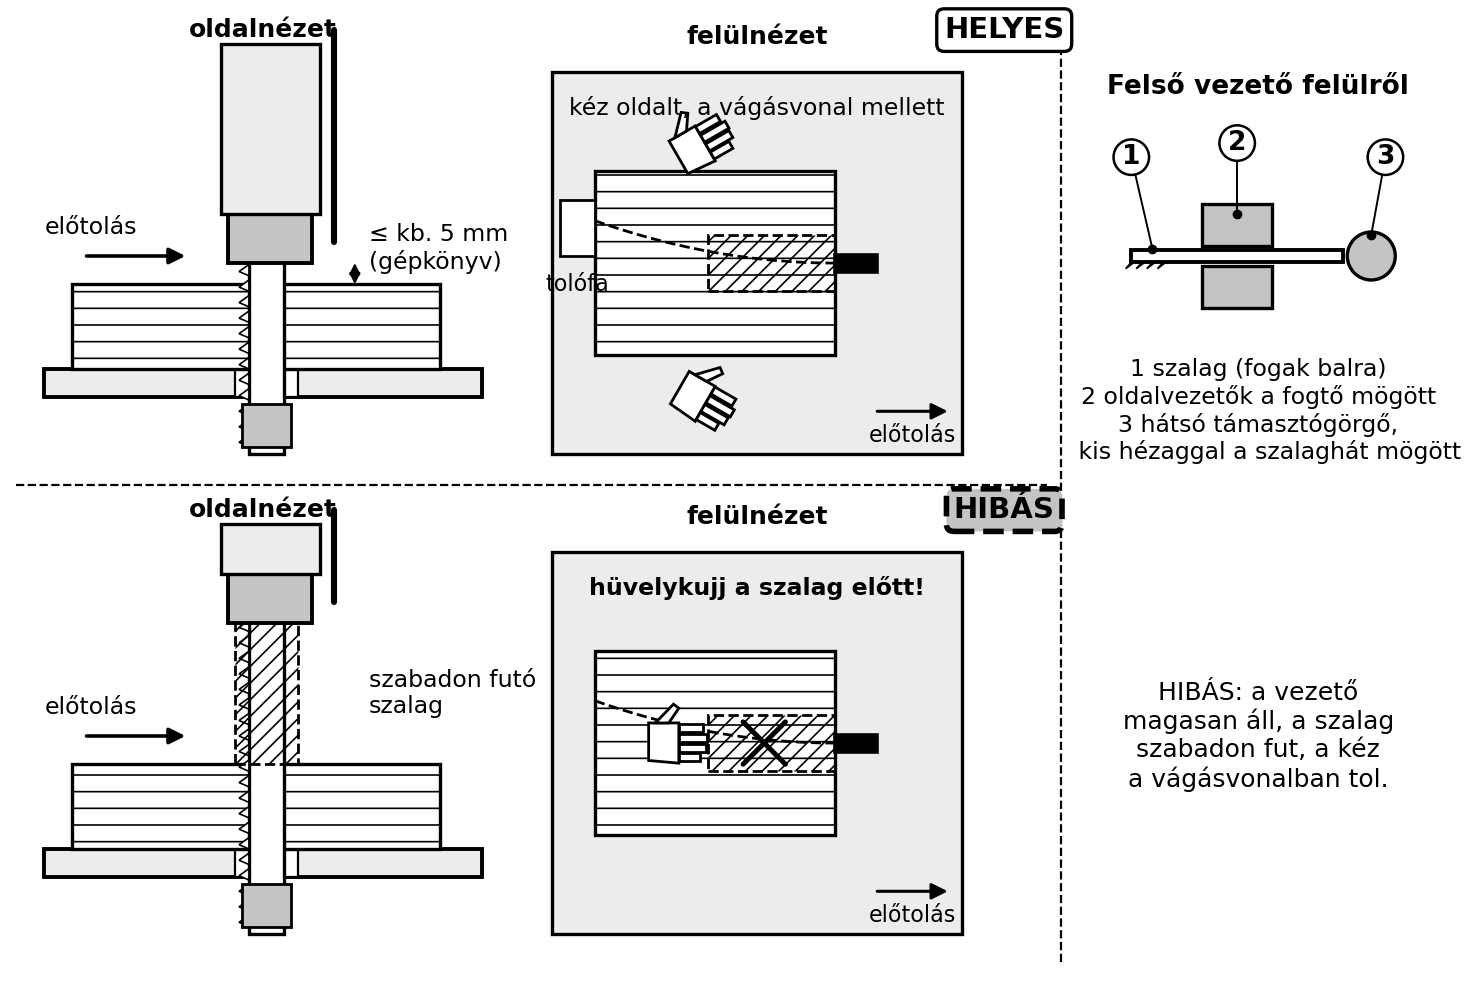 oldalnézet
felülnézet
HELYES
Felső vezető felülről
kéz oldalt, a vágásvonal mellett
1
2
3
előtolás
≤ kb. 5 mm
(gépkönyv)
tolófa
1 szalag (fogak balra)
2 oldalvezetők a fogtő mögött
3 hátsó támasztógörgő,
kis hézaggal a szalaghát mögött
előtolás
oldalnézet
felülnézet
HIBÁS
hüvelykujj a szalag előtt!
előtolás
szabadon futó
szalag
HIBÁS: a vezető
magasan áll, a szalag
szabadon fut, a kéz
a vágásvonalban tol.
előtolás